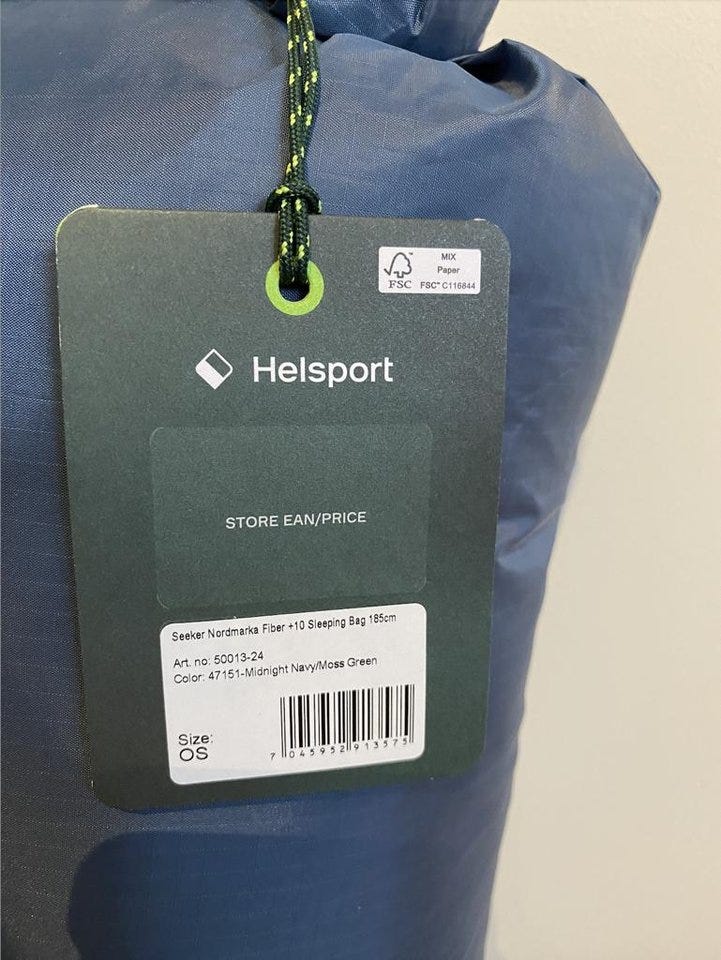 MIX
Paper
FSC™ C116844
FSC
Helsport
STORE EAN/PRICE
Seeker Nordmarka Fiber +10 Sleeping Bag 185cm
Art. no: 50013-24
Color: 47151-Midnight Navy/Moss Green
Size:
OS
7 045952 913575